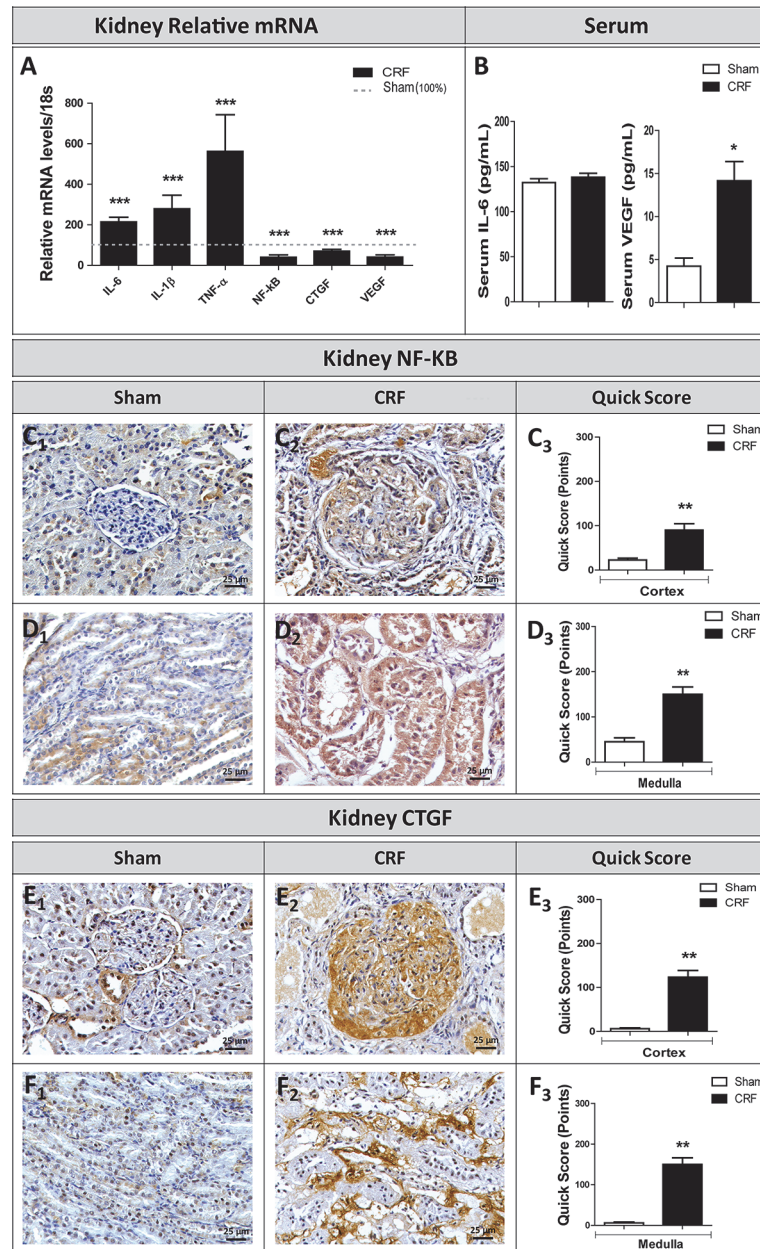 Kidney Relative mRNA
Serum
A
CRF
Sham(100%)
Relative mRNA levels/18s
800
600
400
200
0
***
***
***
***
***
***
IL-6
IL-1β
TNF-α
NF-kB
CTGF
VEGF
B
Sham
CRF
Serum IL-6 (pg/mL)
200
150
100
50
0
Serum VEGF (pg/mL)
20
15
10
5
0
*
Kidney NF-KB
Sham
CRF
Quick Score
C1
25 µm
C2
25 µm
C3
Sham
CRF
Quick Score (Points)
300
200
100
0
**
Cortex
D1
25 µm
D2
25 µm
D3
Sham
CRF
Quick Score (Points)
300
200
100
0
**
Medulla
Kidney CTGF
Sham
CRF
Quick Score
E1
25 µm
E2
25 µm
E3
Sham
CRF
Quick Score (Points)
300
200
100
0
**
Cortex
F1
25 µm
F2
25 µm
F3
Sham
CRF
Quick Score (Points)
300
200
100
0
**
Medulla